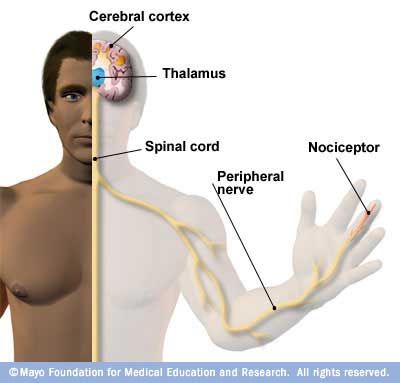 Cerebral cortex
Thalamus
Spinal cord
Nociceptor
Peripheral
nerve
© Mayo Foundation for Medical Education and Research. All rights reserved.